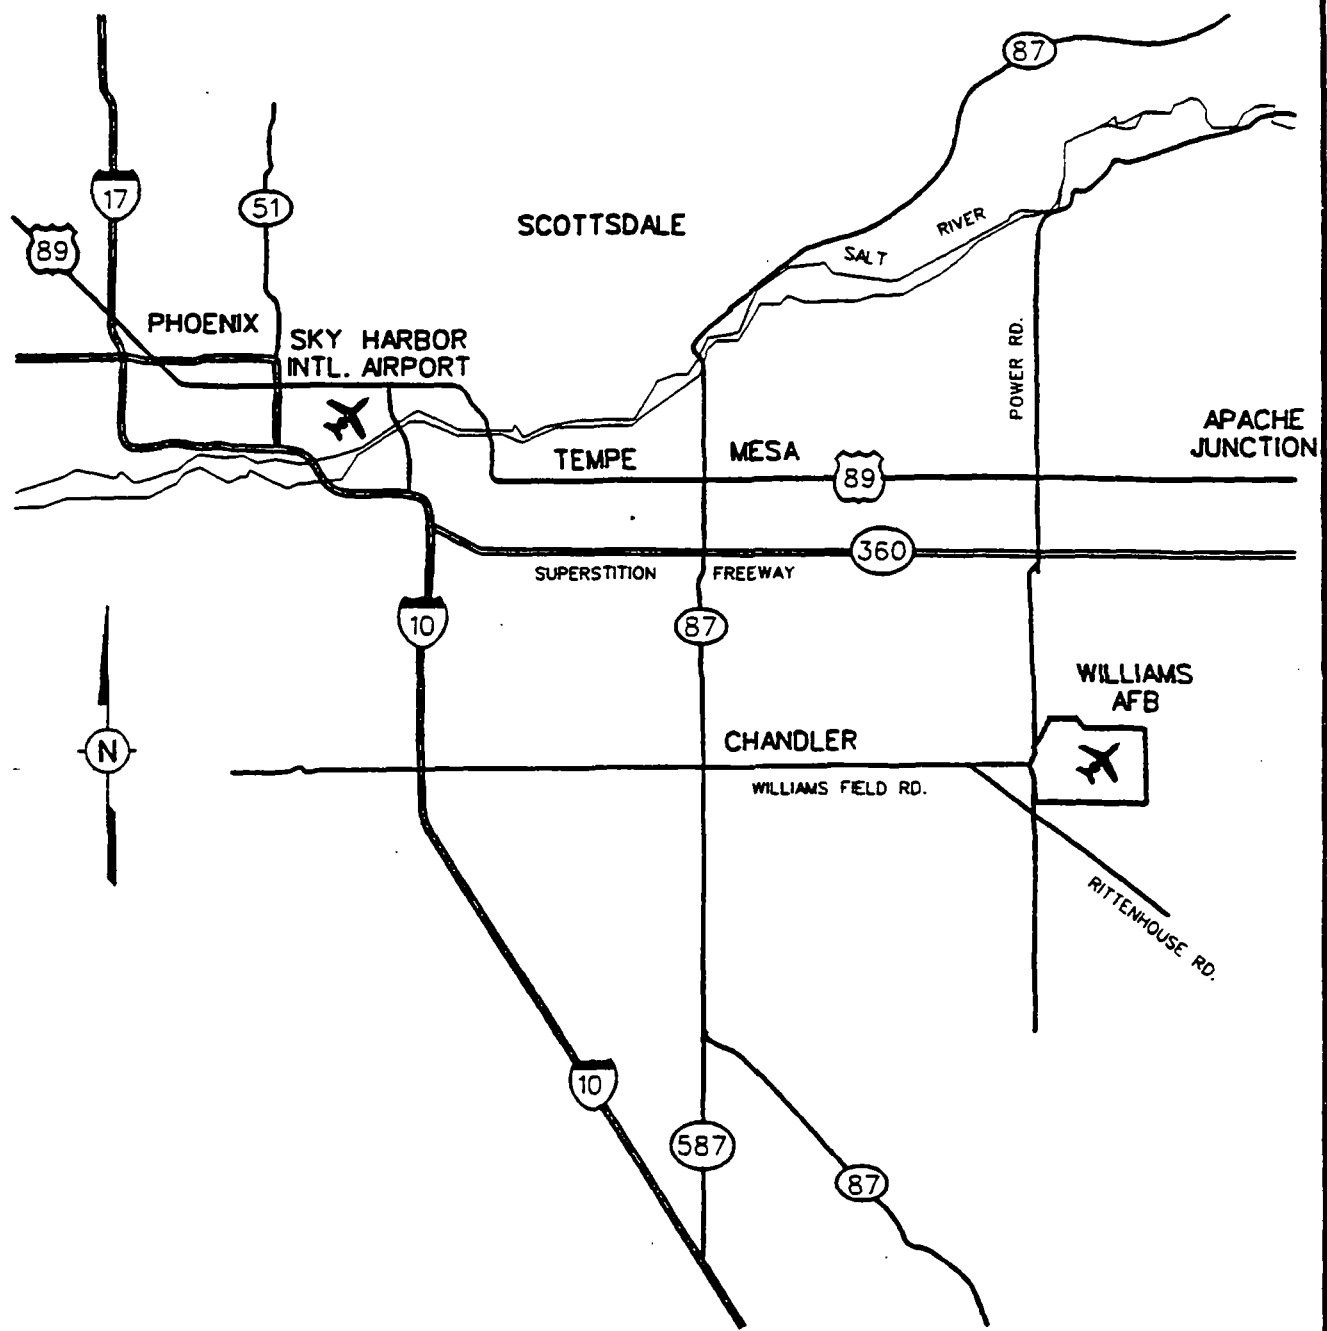 87
17
51
SCOTTSDALE
RIVER
89
SALT
PHOENIX
SKY HARBOR
INTL. AIRPORT
POWER RD.
APACHE
JUNCTION
TEMPE
MESA
89
360
SUPERSTITION FREEWAY
10
87
WILLIAMS
AFB
N
CHANDLER
WILLIAMS FIELD RD.
RITTENHOUSE RD.
10
587
87